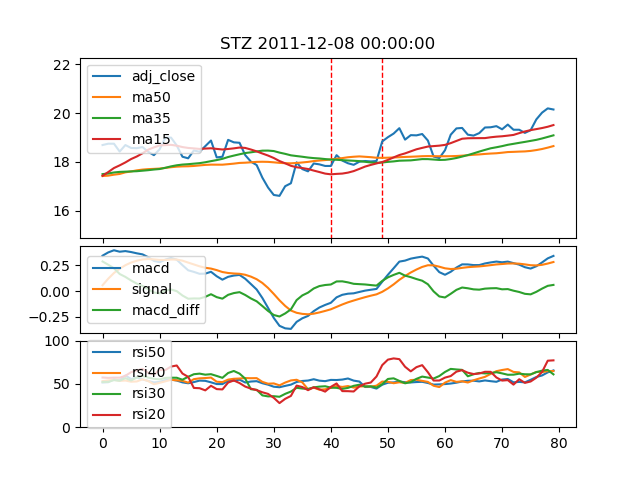 STZ 2011-12-08 00:00:00
22
20
18
16
adj_close
ma50
ma35
ma15
0.25
0.00
−0.25
macd
signal
macd_diff
100
50
0
rsi50
rsi40
rsi30
rsi20
0 10 20 30 40 50 60 70 80